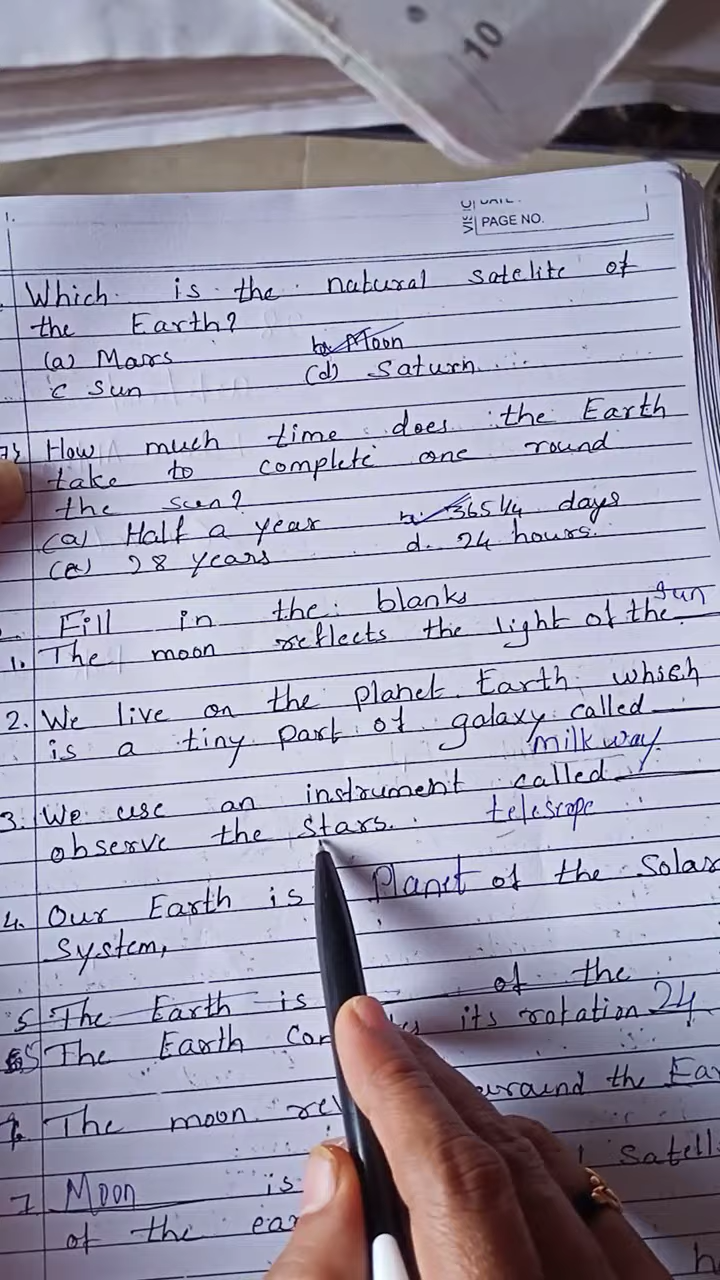 10
PAGE NO.
1.
Which is the natural satelite of
the Earth?
(a) Mars b. Moon
c Sun (d) Saturn
How much time does the Earth
take to complete one round
the sun?
(a) Half a year b. 365 1/4 days
(c) 28 years d. 24 hours.
Fill in the blanks
1. The moon reflects the light of the sun
2. We live on the planet Earth which
is a tiny part of galaxy called
milk way
3. We use an instrument called
observe the stars. telescope
4. Our Earth is Planet of the Solar
System,
5 The Earth is of the
5 The Earth its rotation 24
The moon around the
7 Moon is
of the